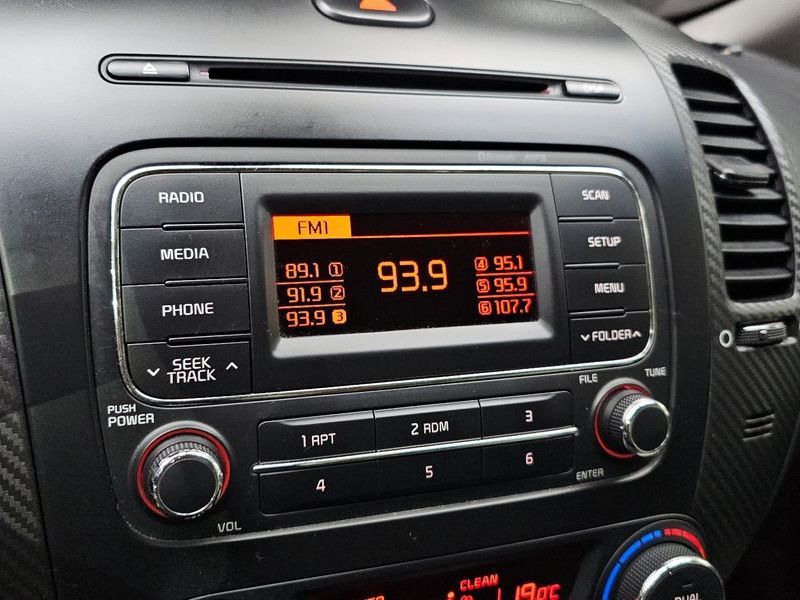 DISP
RADIO
MEDIA
PHONE
SEEK
TRACK
FM1
89.1 1
91.9 2
93.9 3
93.9
4 95.1
5 95.9
6 107.7
SCAN
SETUP
MENU
FOLDER
PUSH
POWER
VOL
1 RPT
2 RDM
3
4
5
6
FILE
TUNE
ENTER
CLEAN
DUAL